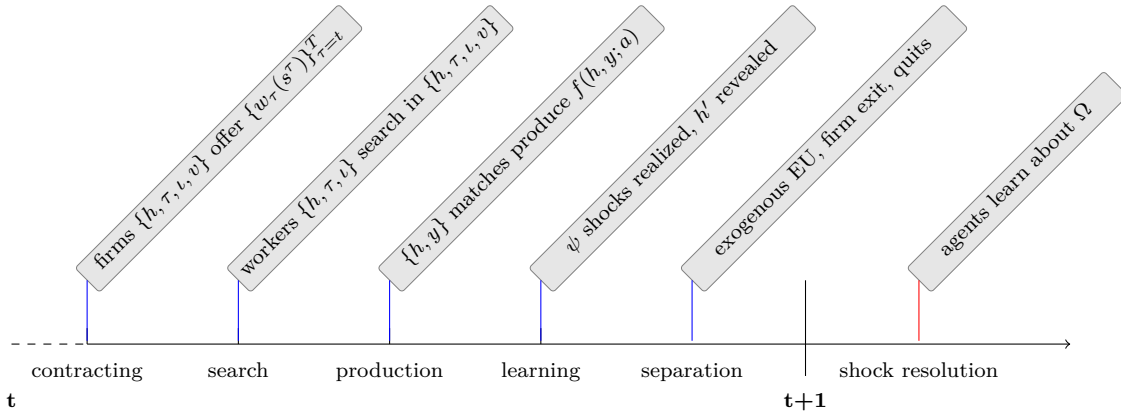 firms {h, τ, ι, v} offer {w_τ(s^τ)}^T_{τ=t}
workers {h, τ, ι} search in {h, τ, ι, v}
{h, y} matches produce f(h, y; a)
ψ shocks realized, h′ revealed
exogenous EU, firm exit, quits
agents learn about Ω
contracting search production learning separation shock resolution
t t+1